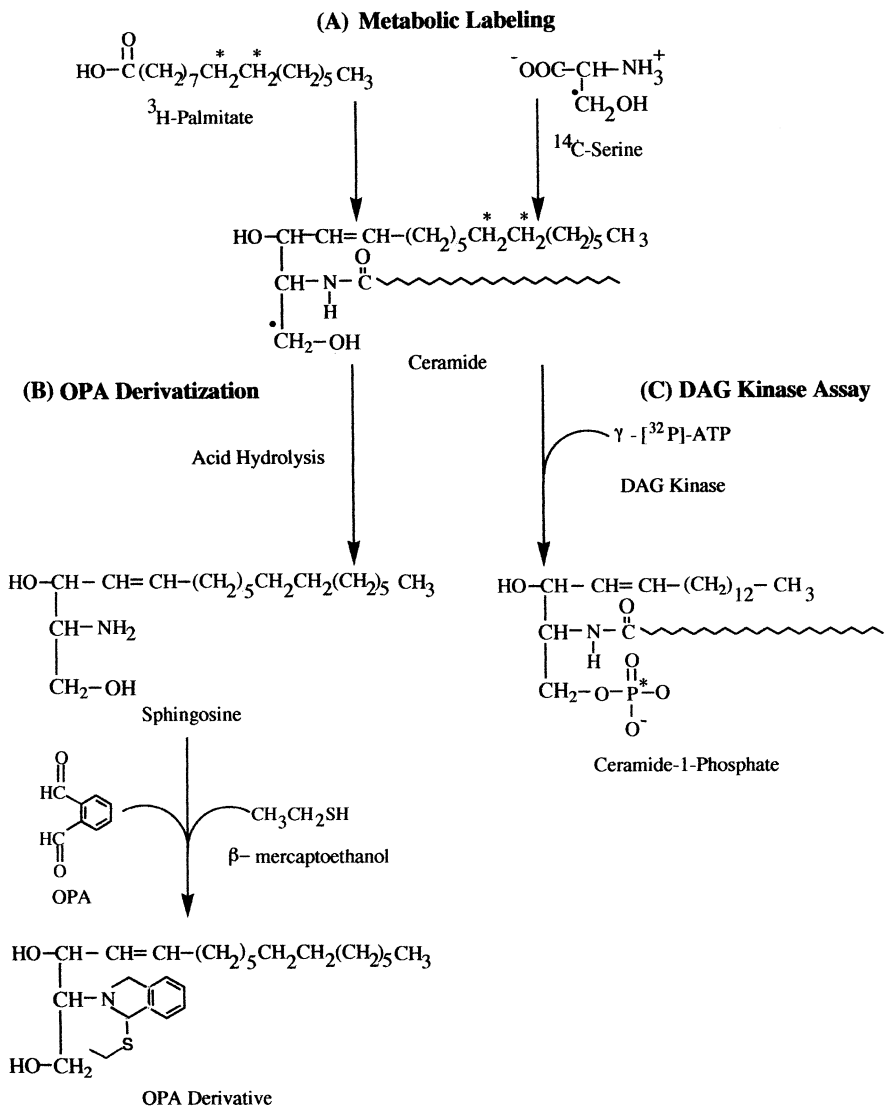 (A) Metabolic Labeling
O
HO-C(CH2)7CH2CH2(CH2)5CH3
* *
3H-Palmitate
-OOC-CH-NH3+
•CH2OH
14C-Serine
* *
HO-CH-CH=CH-(CH2)5CH2CH2(CH2)5CH3
O
CH-N-C
H
•CH2-OH
Ceramide
(B) OPA Derivatization
(C) DAG Kinase Assay
Acid Hydrolysis
γ-[32P]-ATP
DAG Kinase
HO-CH-CH=CH-(CH2)5CH2CH2(CH2)5CH3
CH-NH2
CH2-OH
Sphingosine
HO-CH-CH=CH-(CH2)12-CH3
O
CH-N-C
H
O
CH2-O-P*-O
O-
Ceramide-1-Phosphate
O
HC
HC
O
OPA
CH3CH2SH
β-mercaptoethanol
HO-CH-CH=CH-(CH2)5CH2CH2(CH2)5CH3
CH-N
S
HO-CH2
OPA Derivative